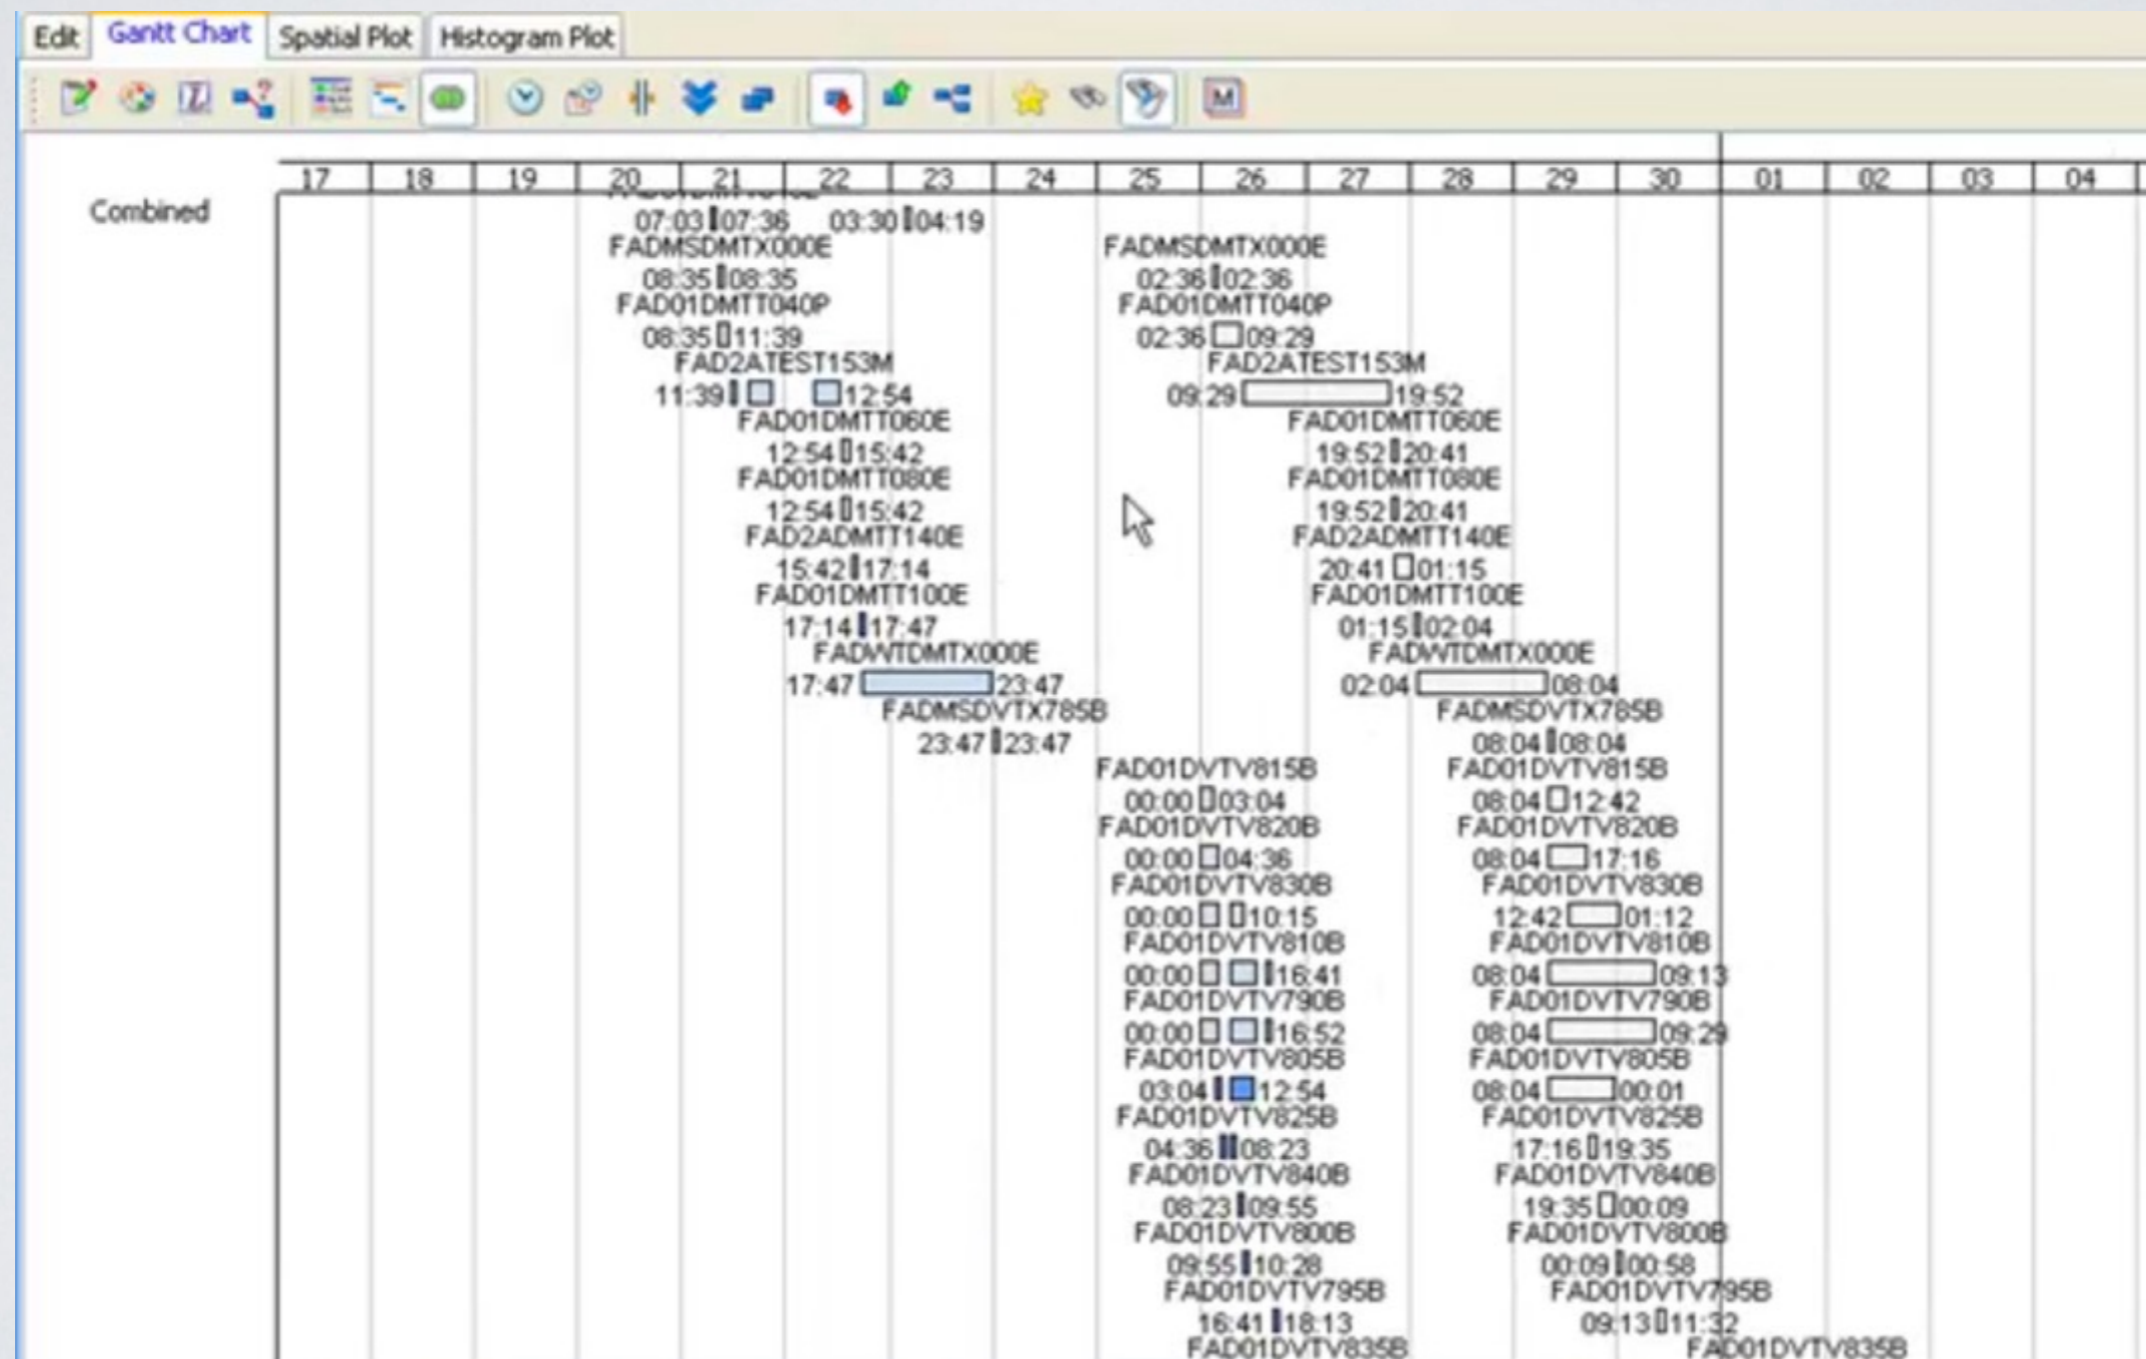 Edit Gantt Chart Spatial Plot Histogram Plot
M
17 18 19 20 21 22 23 24 25 26 27 28 29 30 01 02 03 04
Combined
07:03 07:36 03:30 04:19
FADMSDMTX000E FADMSDMTX000E
08:35 08:35 02:36 02:36
FAD01DMTT040P FAD01DMTT040P
08:35 11:39 02:36 09:29
FAD2ATEST153M FAD2ATEST153M
11:39 12:54 09:29 19:52
FAD01DMTT060E FAD01DMTT060E
12:54 15:42 19:52 20:41
FAD01DMTT080E FAD01DMTT080E
12:54 15:42 19:52 20:41
FAD2ADMTT140E FAD2ADMTT140E
15:42 17:14 20:41 01:15
FAD01DMTT100E FAD01DMTT100E
17:14 17:47 01:15 02:04
FADWTDMTX000E FADWTDMTX000E
17:47 23:47 02:04 08:04
FADMSDVTX785B FADMSDVTX785B
23:47 23:47 08:04 08:04
FAD01DVTV815B FAD01DVTV815B
00:00 03:04 08:04 12:42
FAD01DVTV820B FAD01DVTV820B
00:00 04:36 08:04 17:16
FAD01DVTV830B FAD01DVTV830B
00:00 10:15 12:42 01:12
FAD01DVTV810B FAD01DVTV810B
00:00 16:41 08:04 09:13
FAD01DVTV790B FAD01DVTV790B
00:00 16:52 08:04 09:29
FAD01DVTV805B FAD01DVTV805B
03:04 12:54 08:04 00:01
FAD01DVTV825B FAD01DVTV825B
04:36 08:23 17:16 19:35
FAD01DVTV840B FAD01DVTV840B
08:23 09:55 19:35 00:09
FAD01DVTV800B FAD01DVTV800B
09:55 10:28 00:09 00:58
FAD01DVTV795B FAD01DVTV795B
16:41 18:13 09:13 11:32
FAD01DVTV835B FAD01DVTV835B